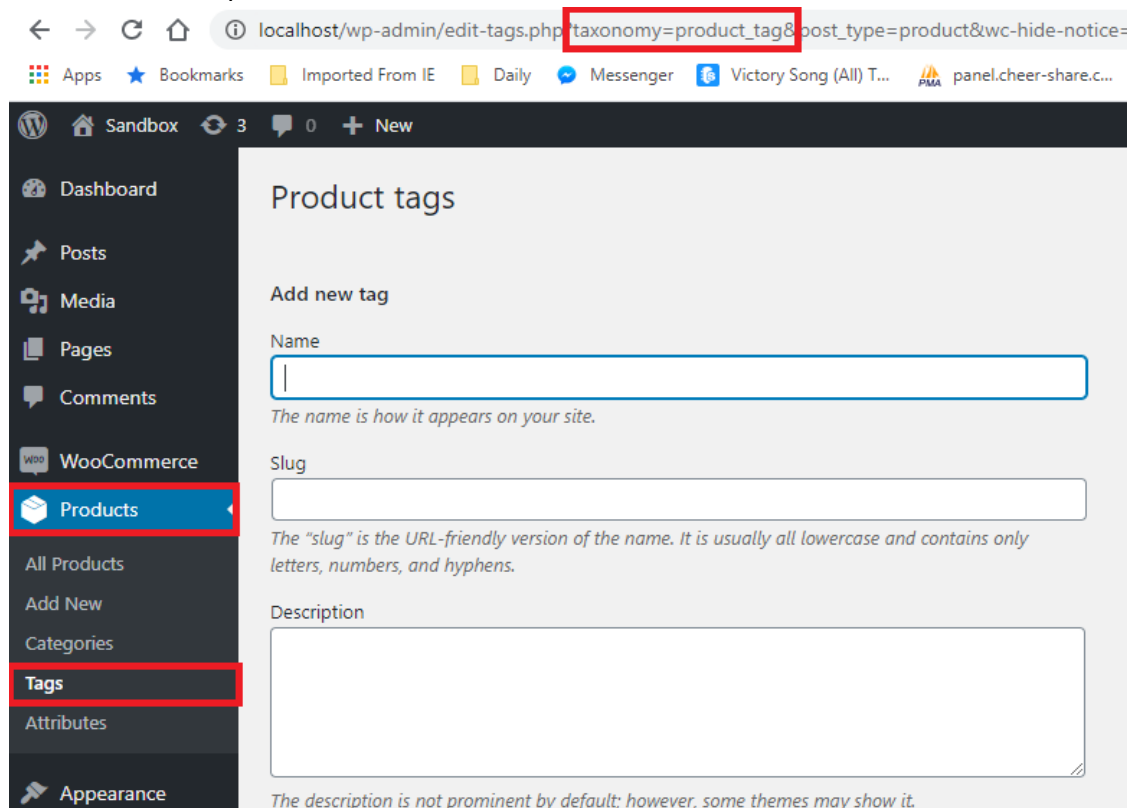 localhost/wp-admin/edit-tags.php?taxonomy=product_tag&post_type=product&wc-hide-notice=
Apps Bookmarks Imported From IE Daily Messenger Victory Song (All) T... PMA panel.cheer-share.c...
Sandbox 3 0 + New
Dashboard
Product tags
Posts
Media
Add new tag
Pages
Name
Comments
The name is how it appears on your site.
WOO WooCommerce
Slug
Products
The "slug" is the URL-friendly version of the name. It is usually all lowercase and contains only
letters, numbers, and hyphens.
All Products
Add New
Description
Categories
Tags
Attributes
Appearance
The description is not prominent by default; however, some themes may show it.